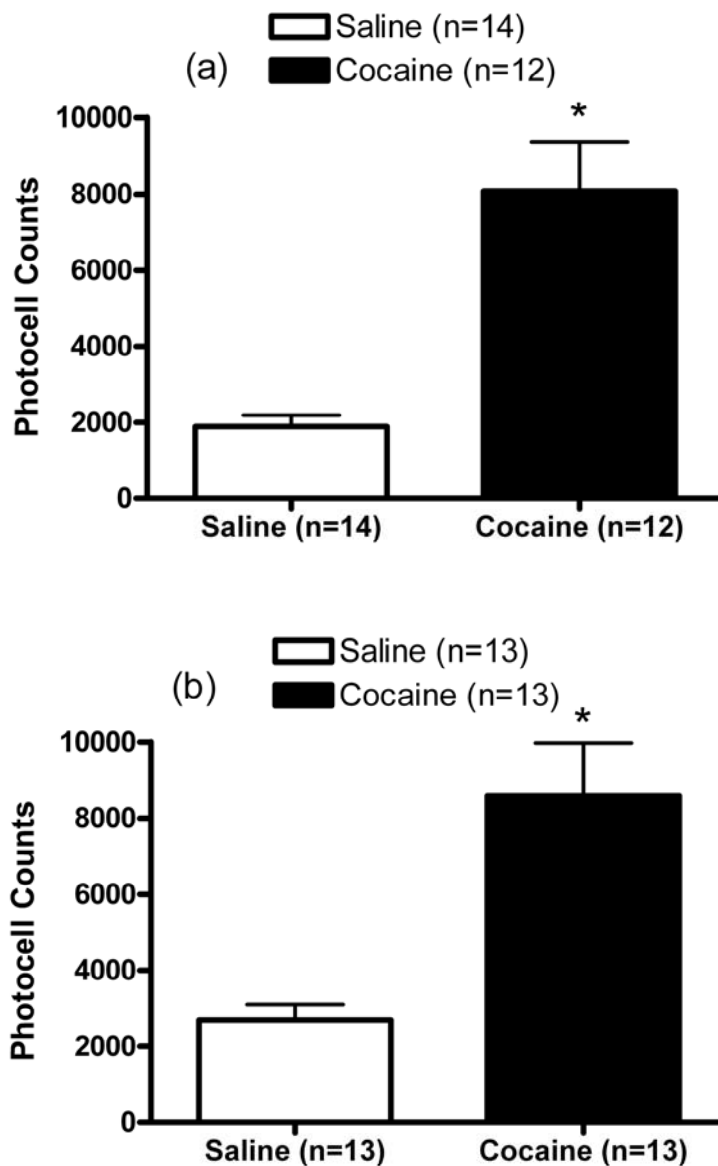 Saline (n=14)
(a)
Cocaine (n=12)
*
10000
8000
6000
4000
2000
0
Photocell Counts
Saline (n=14) Cocaine (n=12)
Saline (n=13)
(b)
Cocaine (n=13)
*
10000
8000
6000
4000
2000
0
Photocell Counts
Saline (n=13) Cocaine (n=13)